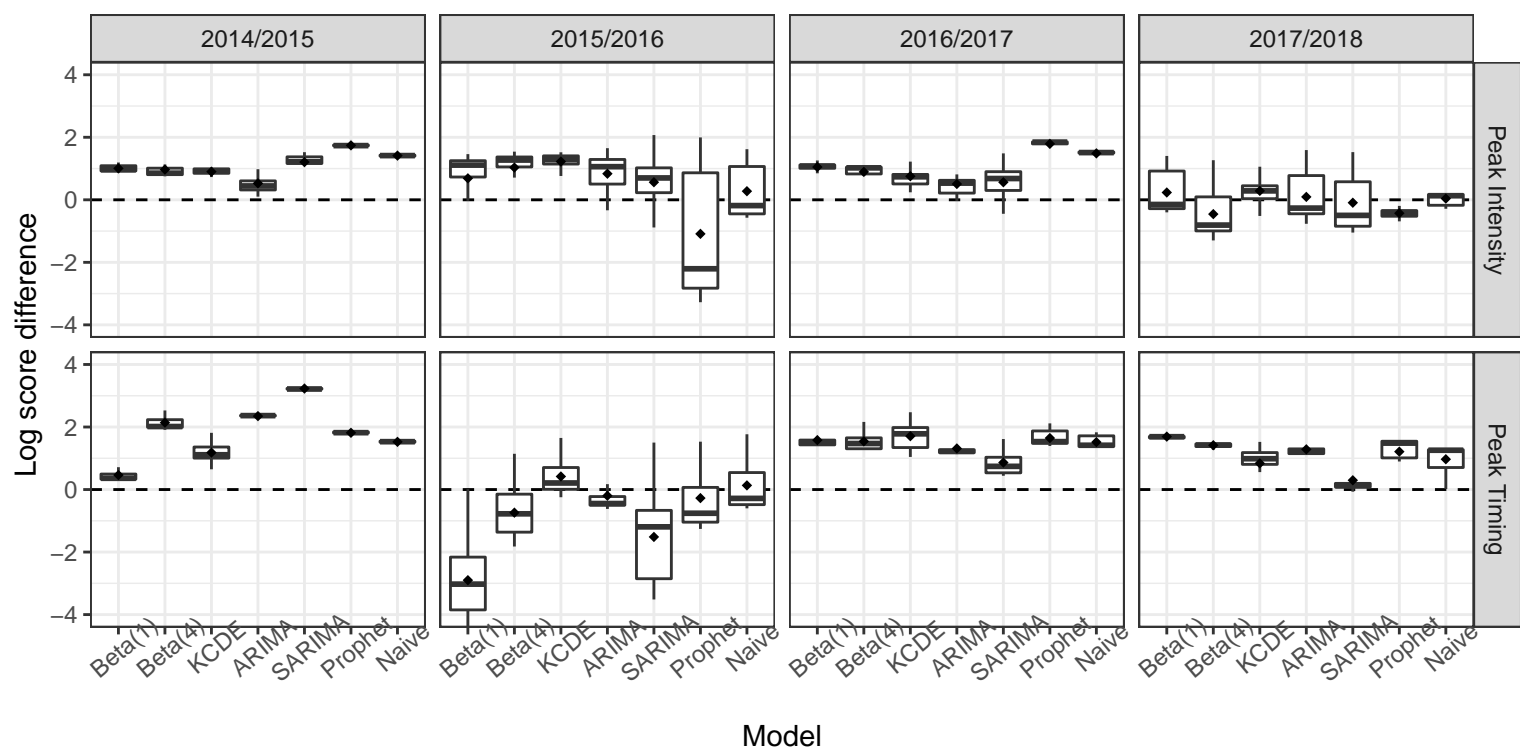 2014/2015 2015/2016 2016/2017 2017/2018
4
2
0
−2
−4
Peak Intensity
4
2
0
−2
−4
Peak Timing
Log score difference
Beta(1) Beta(4) KCDE ARIMA SARIMA Prophet Naive Beta(1) Beta(4) KCDE ARIMA SARIMA Prophet Naive Beta(1) Beta(4) KCDE ARIMA SARIMA Prophet Naive Beta(1) Beta(4) KCDE ARIMA SARIMA Prophet Naive
Model